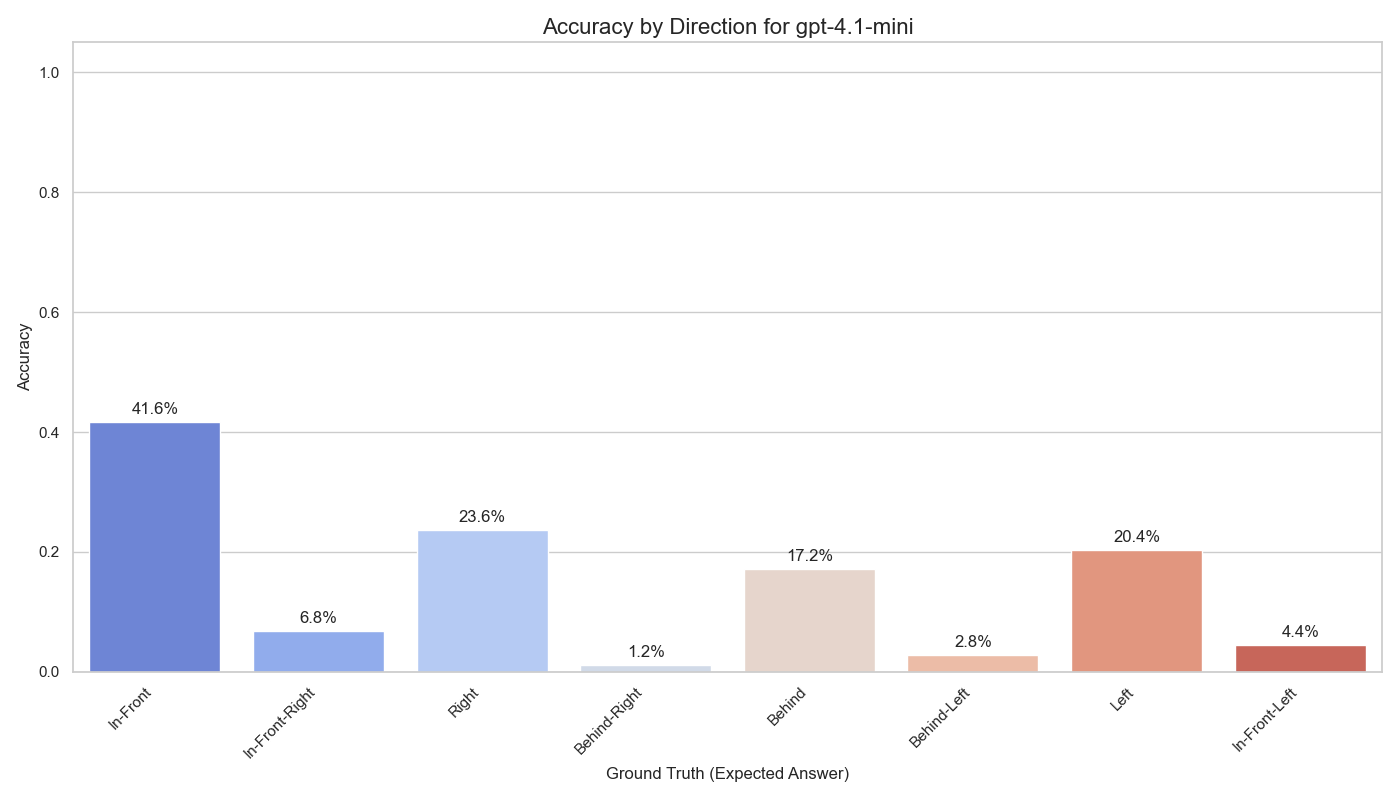 Accuracy by Direction for gpt-4.1-mini
1.0
0.8
0.6
0.4
0.2
0.0
Accuracy
41.6%
6.8%
23.6%
1.2%
17.2%
2.8%
20.4%
4.4%
In-Front
In-Front-Right
Right
Behind-Right
Behind
Behind-Left
Left
In-Front-Left
Ground Truth (Expected Answer)